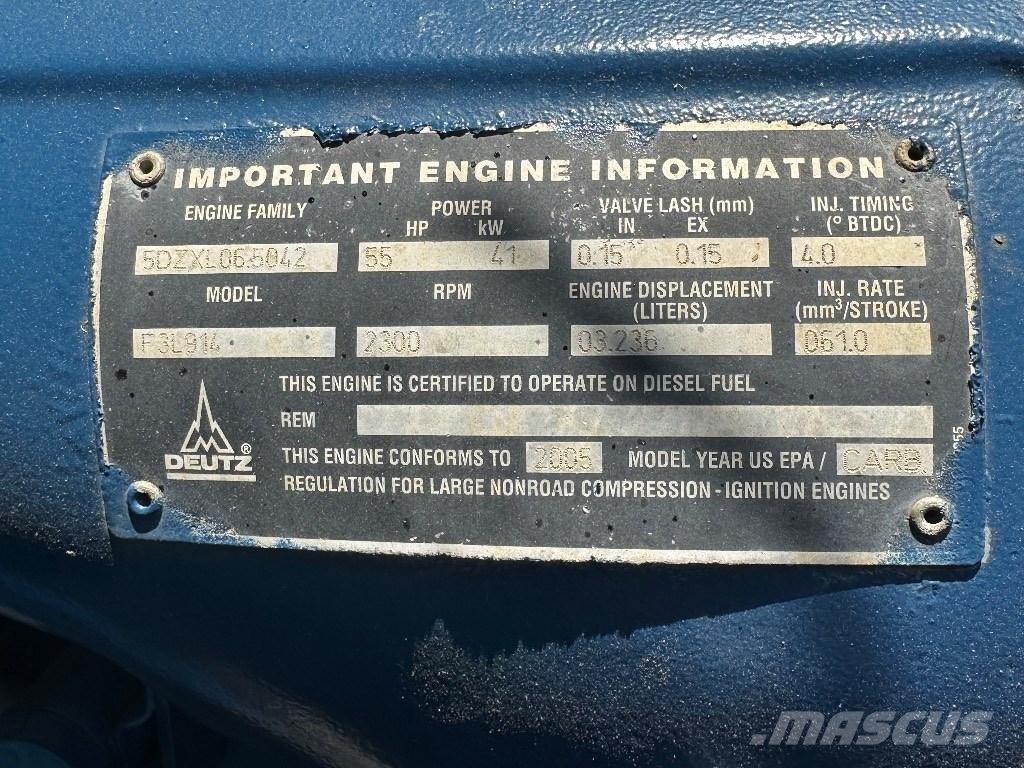 IMPORTANT ENGINE INFORMATION
ENGINE FAMILY POWER VALVE LASH (mm) INJ. TIMING
HP kW IN EX (° BTDC)
5DZXL06.5042 55 41 0.15 0.15 4.0
MODEL RPM ENGINE DISPLACEMENT INJ. RATE
(LITERS) (mm³/STROKE)
F3L914 2300 03.236 061.0
THIS ENGINE IS CERTIFIED TO OPERATE ON DIESEL FUEL
REM
DEUTZ®
THIS ENGINE CONFORMS TO 2005 MODEL YEAR US EPA / CARB
REGULATION FOR LARGE NONROAD COMPRESSION - IGNITION ENGINES
MASCUS